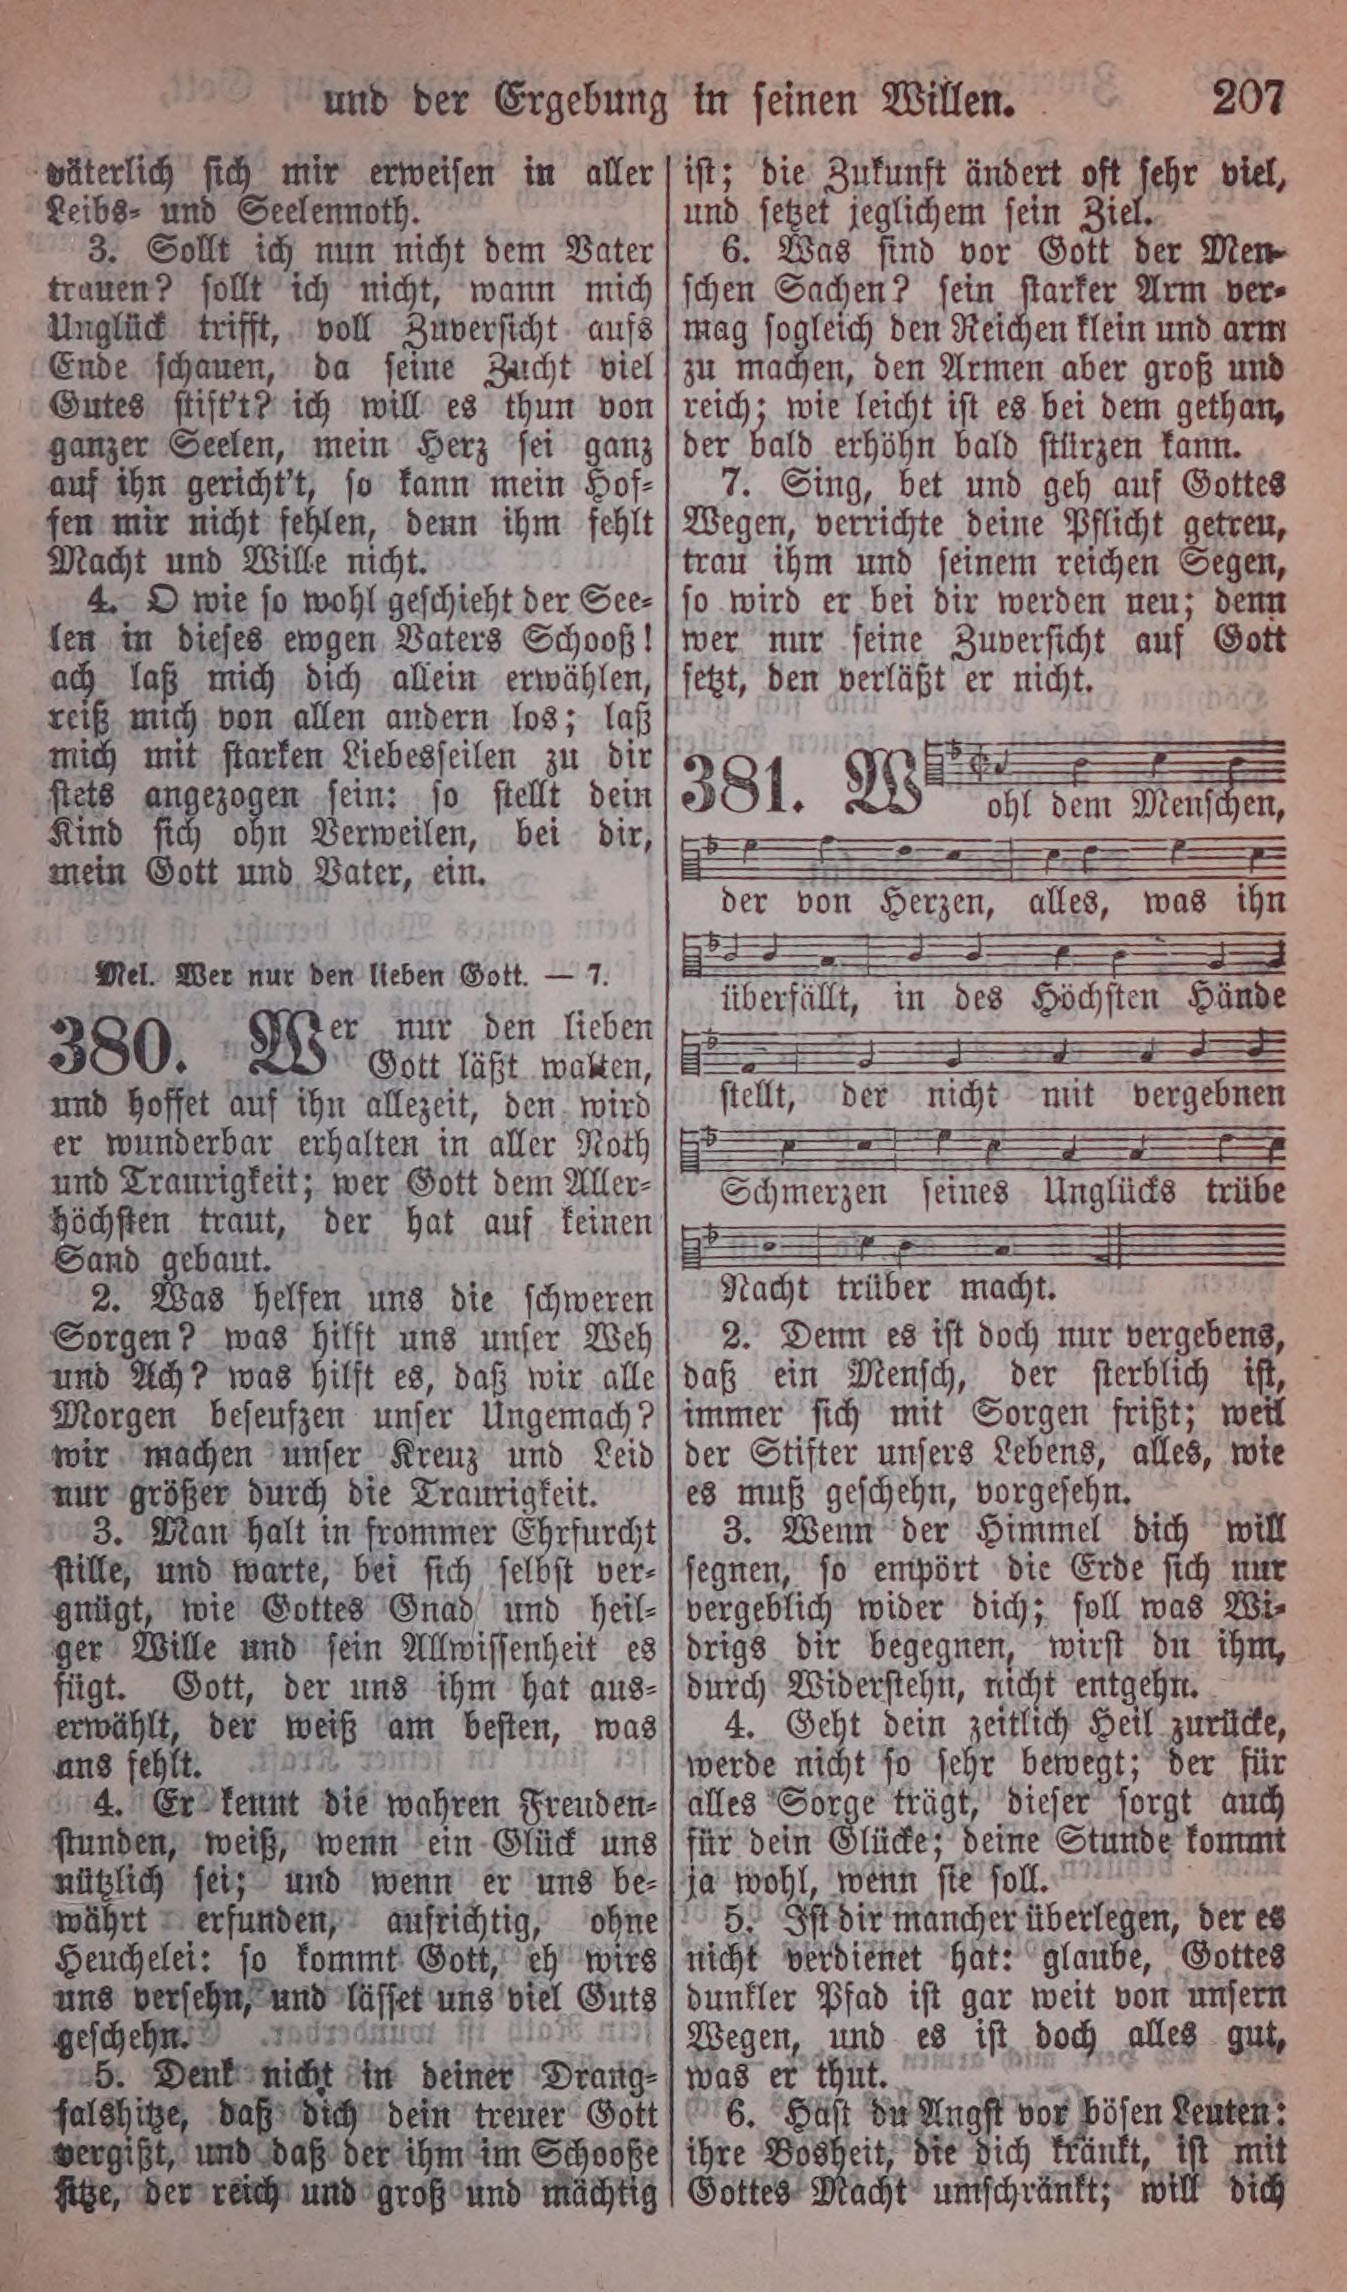 und der Ergebung in seinen Willen. 207
väterlich sich mir erweisen in aller
Leibs- und Seelennoth.
3. Sollt ich nun nicht dem Vater
trauen? sollt ich nicht, wann mich
Unglück trifft, voll Zuversicht aufs
Ende schauen, da seine Zucht viel
Gutes stift't? ich will es thun von
ganzer Seelen, mein Herz sei ganz
auf ihn gericht't, so kann mein Hof-
fen mir nicht fehlen, denn ihm fehlt
Macht und Wille nicht.
4. O wie so wohl geschieht der See-
len in dieses ewgen Vaters Schooß!
ach laß mich dich allein erwählen,
reiß mich von allen andern los; laß
mich mit starken Liebesseilen zu dir
stets angezogen sein: so stellt dein
Kind sich ohn Verweilen, bei dir,
mein Gott und Vater, ein.
Mel. Wer nur den lieben Gott. — 7.
380. Wer nur den lieben
Gott läßt walten,
und hoffet auf ihn allezeit, den wird
er wunderbar erhalten in aller Noth
und Traurigkeit; wer Gott dem Aller-
höchsten traut, der hat auf keinen
Sand gebaut.
2. Was helfen uns die schweren
Sorgen? was hilft uns unser Weh
und Ach? was hilft es, daß wir alle
Morgen beseufzen unser Ungemach?
wir machen unser Kreuz und Leid
nur größer durch die Traurigkeit.
3. Man halt in frommer Ehrfurcht
stille, und warte, bei sich selbst ver-
gnügt, wie Gottes Gnad und heil-
ger Wille und sein Allwissenheit es
fügt. Gott, der uns ihm hat aus-
erwählt, der weiß am besten, was
uns fehlt.
4. Er kennt die wahren Freuden-
stunden, weiß, wenn ein Glück uns
nützlich sei; und wenn er uns be-
währt erfunden, aufrichtig, ohne
Heuchelei: so kommt Gott, eh wirs
uns versehn, und lässet uns viel Guts
geschehn.
5. Denk nicht in deiner Drang-
salshitze, daß dich dein treuer Gott
vergißt, und daß der ihm im Schooße
sitze, der reich und groß und mächtig
ist; die Zukunft ändert oft sehr viel,
und setzet jeglichem sein Ziel.
6. Was sind vor Gott der Men-
schen Sachen? sein starker Arm ver-
mag sogleich den Reichen klein und arm
zu machen, den Armen aber groß und
reich; wie leicht ist es bei dem gethan,
der bald erhöhn bald stürzen kann.
7. Sing, bet und geh auf Gottes
Wegen, verrichte deine Pflicht getreu,
trau ihm und seinem reichen Segen,
so wird er bei dir werden neu; denn
wer nur seine Zuversicht auf Gott
setzt, den verläßt er nicht.
381. Wohl dem Menschen,
der von Herzen, alles, was ihn
überfällt, in des Höchsten Hände
stellt, der nicht mit vergebnen
Schmerzen seines Unglücks trübe
Nacht trüber macht.
2. Denn es ist doch nur vergebens,
daß ein Mensch, der sterblich ist,
immer sich mit Sorgen frißt; weil
der Stifter unsers Lebens, alles, wie
es muß geschehn, vorgesehn.
3. Wenn der Himmel dich will
segnen, so empört die Erde sich nur
vergeblich wider dich; soll was Wi-
drigs dir begegnen, wirst du ihm,
durch Widerstehn, nicht entgehn.
4. Geht dein zeitlich Heil zurücke,
werde nicht so sehr bewegt; der für
alles Sorge trägt, dieser sorgt auch
für dein Glücke; deine Stunde kommt
ja wohl, wenn sie soll.
5. Ist dir mancher überlegen, der es
nicht verdienet hat: glaube, Gottes
dunkler Pfad ist gar weit von unsern
Wegen, und es ist doch alles gut,
was er thut.
6. Hast du Angst vor bösen Leuten:
ihre Bosheit, die dich kränkt, ist mit
Gottes Macht umschränkt; will dich